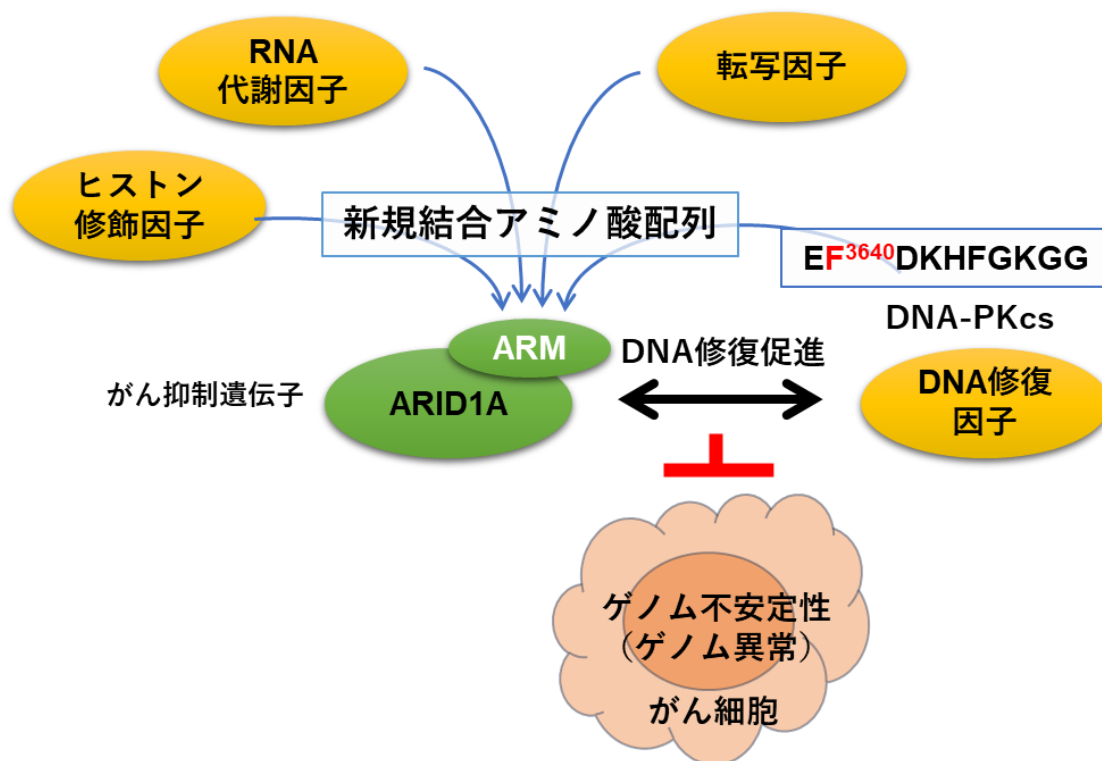 RNA
代謝因子
転写因子
ヒストン
修飾因子
新規結合アミノ酸配列
EF³⁶⁴⁰DKHFGKGG
DNA-PKcs
ARM
DNA修復促進
がん抑制遺伝子
ARID1A
DNA修復
因子
ゲノム不安定性
（ゲノム異常）
がん細胞